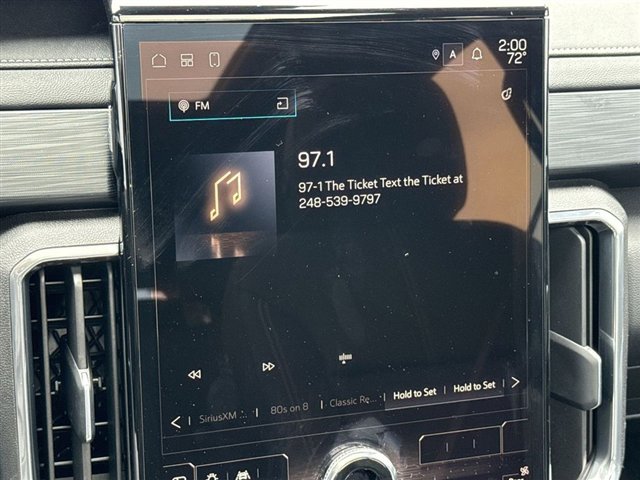 A
2:00
72°
FM
97.1
97-1 The Ticket Text the Ticket at
248-539-9797
SiriusXM ...
80s on 8
Classic Re...
Hold to Set
Hold to Set